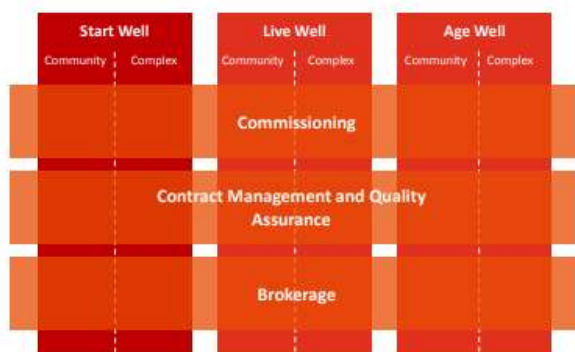 Start Well Live Well Age Well
Community Complex Community Complex Community Complex
Commissioning
Contract Management and Quality
Assurance
Brokerage